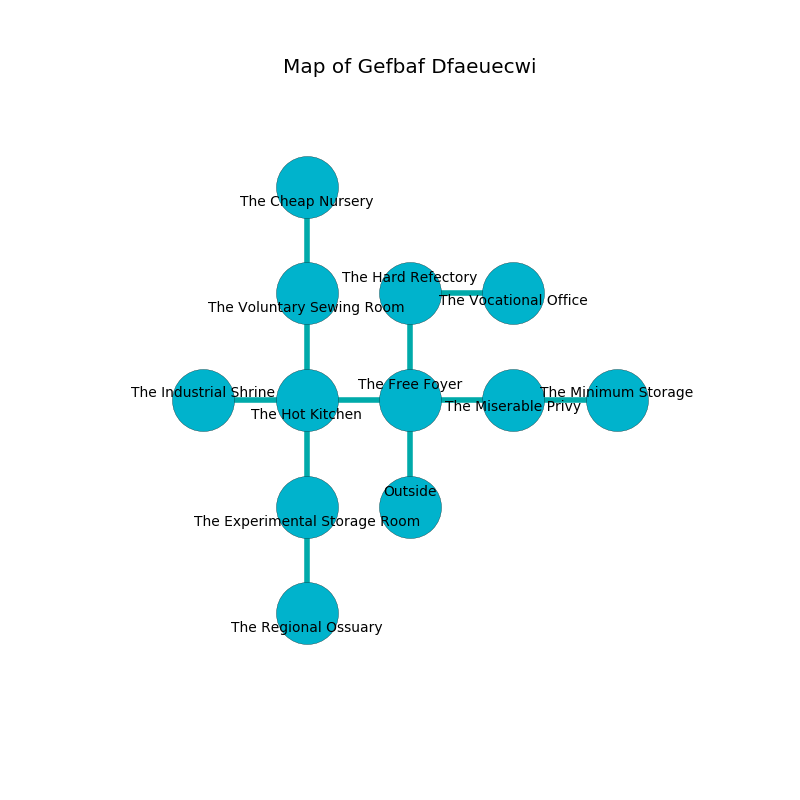 Map of Gefbaf Dfaeuecwi
The Cheap Nursery
The Hard Refectory
The Vocational Office
The Voluntary Sewing Room
The Free Foyer
The Industrial Shrine
The Minimum Storage
The Miserable Privy
The Hot Kitchen
Outside
The Experimental Storage Room
The Regional Ossuary